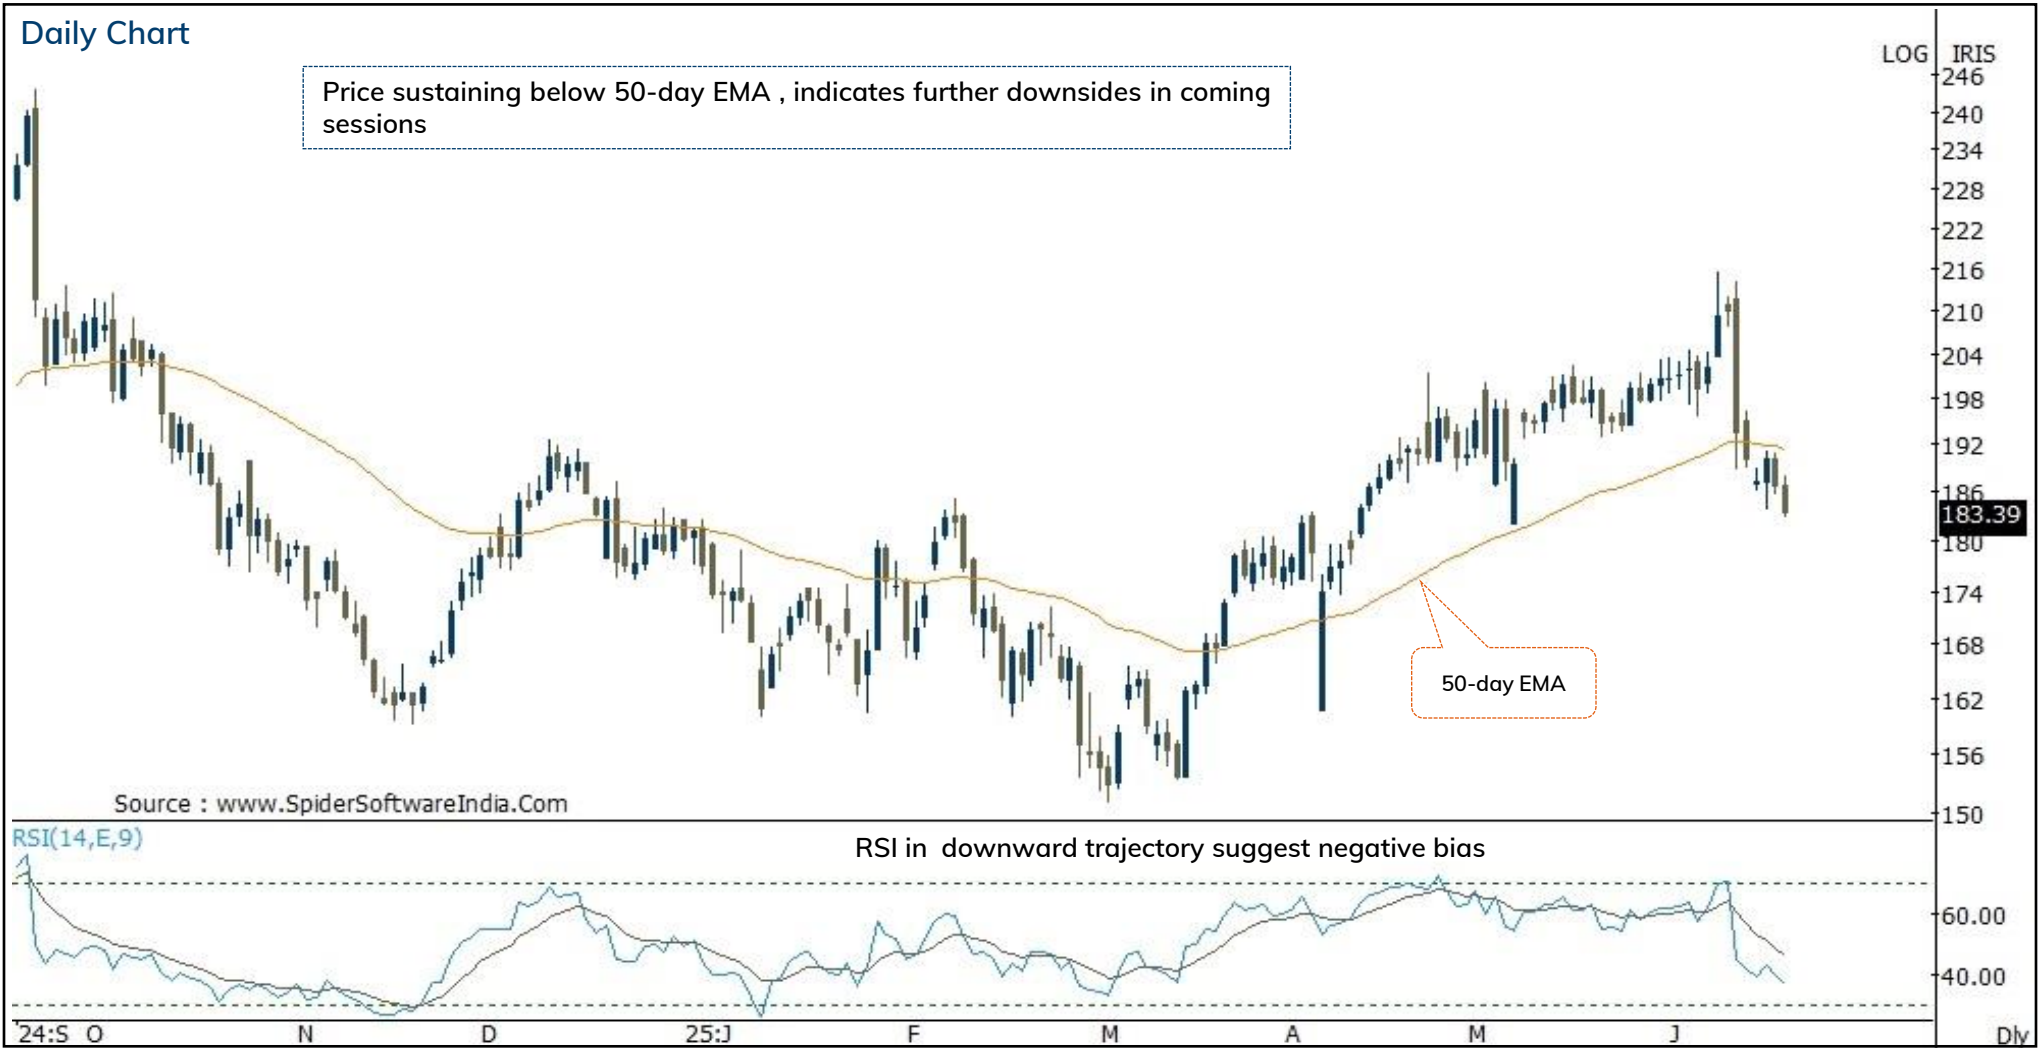 Daily Chart
LOG IRIS
Price sustaining below 50-day EMA , indicates further downsides in coming
sessions
246
240
234
228
222
216
210
204
198
192
186
183.39
180
174
168
162
156
150
50-day EMA
Source : www.SpiderSoftwareIndia.Com
RSI(14,E,9)
RSI in downward trajectory suggest negative bias
60.00
40.00
'24:S O N D 25:J F M A M J Dly